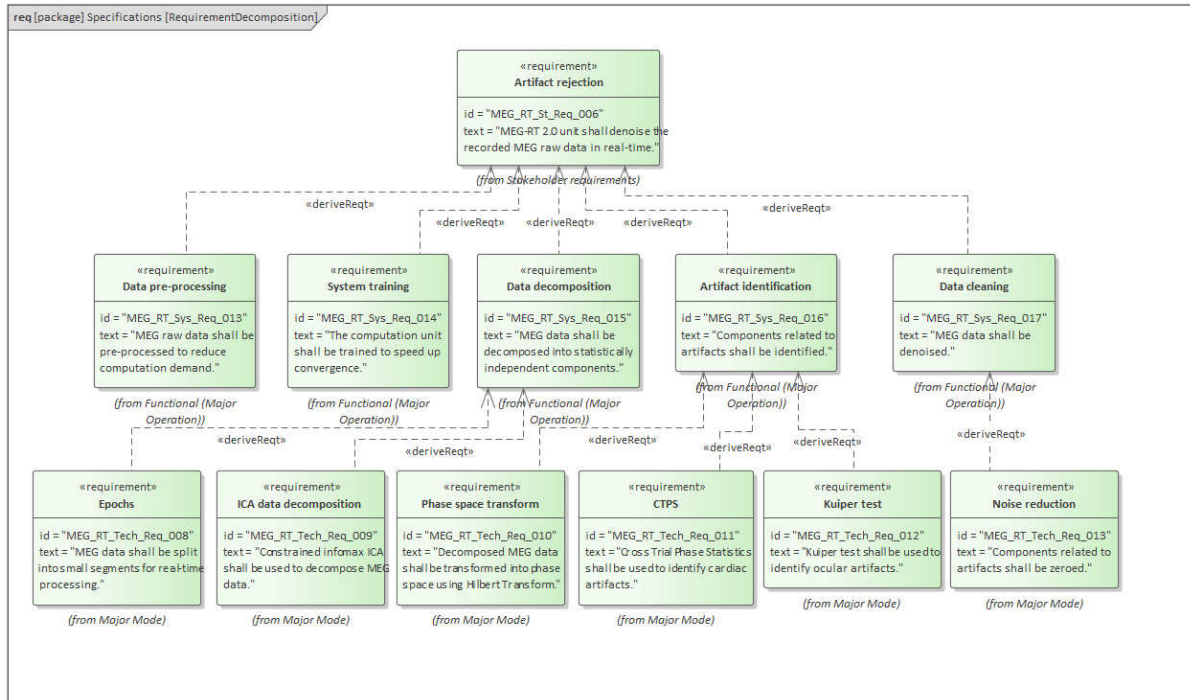 req [package] Specifications [RequirementDecomposition]
«requirement»
Artifact rejection
id = "MEG_RT_St_Req_006"
text = "MEG-RT 2.0 unit shall denoise the
recorded MEG raw data in real-time."
(from Stakeholder requirements)
«deriveReqt»
«deriveReqt»
«deriveReqt»
«deriveReqt»
«deriveReqt»
«requirement»
Data pre-processing
id = "MEG_RT_Sys_Req_013"
text = "MEG raw data shall be
pre-processed to reduce
computation demand."
(from Functional (Major
Operation))
«requirement»
System training
id = "MEG_RT_Sys_Req_014"
text = "The computation unit
shall be trained to speed up
convergence."
(from Functional (Major
Operation))
«requirement»
Data decomposition
id = "MEG_RT_Sys_Req_015"
text = "MEG data shall be
decomposed into statistically
independent components."
(from Functional (Major
Operation))
«requirement»
Artifact identification
id = "MEG_RT_Sys_Req_016"
text = "Components related to
artifacts shall be identified."
(from Functional (Major
Operation))
«requirement»
Data cleaning
id = "MEG_RT_Sys_Req_017"
text = "MEG data shall be
denoised."
(from Functional (Major
Operation))
«deriveReqt»
«deriveReqt»
«deriveReqt»
«deriveReqt»
«deriveReqt»
«deriveReqt»
«requirement»
Epochs
id = "MEG_RT_Tech_Req_008"
text = "MEG data shall be split
into small segments for real-time
processing."
(from Major Mode)
«requirement»
ICA data decomposition
id = "MEG_RT_Tech_Req_009"
text = "Constrained infomax ICA
shall be used to decompose MEG
data."
(from Major Mode)
«requirement»
Phase space transform
id = "MEG_RT_Tech_Req_010"
text = "Decomposed MEG data
shall be transformed into phase
space using Hilbert Transform."
(from Major Mode)
«requirement»
CTPS
id = "MEG_RT_Tech_Req_011"
text = "Cross Trial Phase Statistics
shall be used to identify cardiac
artifacts."
(from Major Mode)
«requirement»
Kuiper test
id = "MEG_RT_Tech_Req_012"
text = "Kuiper test shall be used to
identify ocular artifacts."
(from Major Mode)
«requirement»
Noise reduction
id = "MEG_RT_Tech_Req_013"
text = "Components related to
artifacts shall be zeroed."
(from Major Mode)